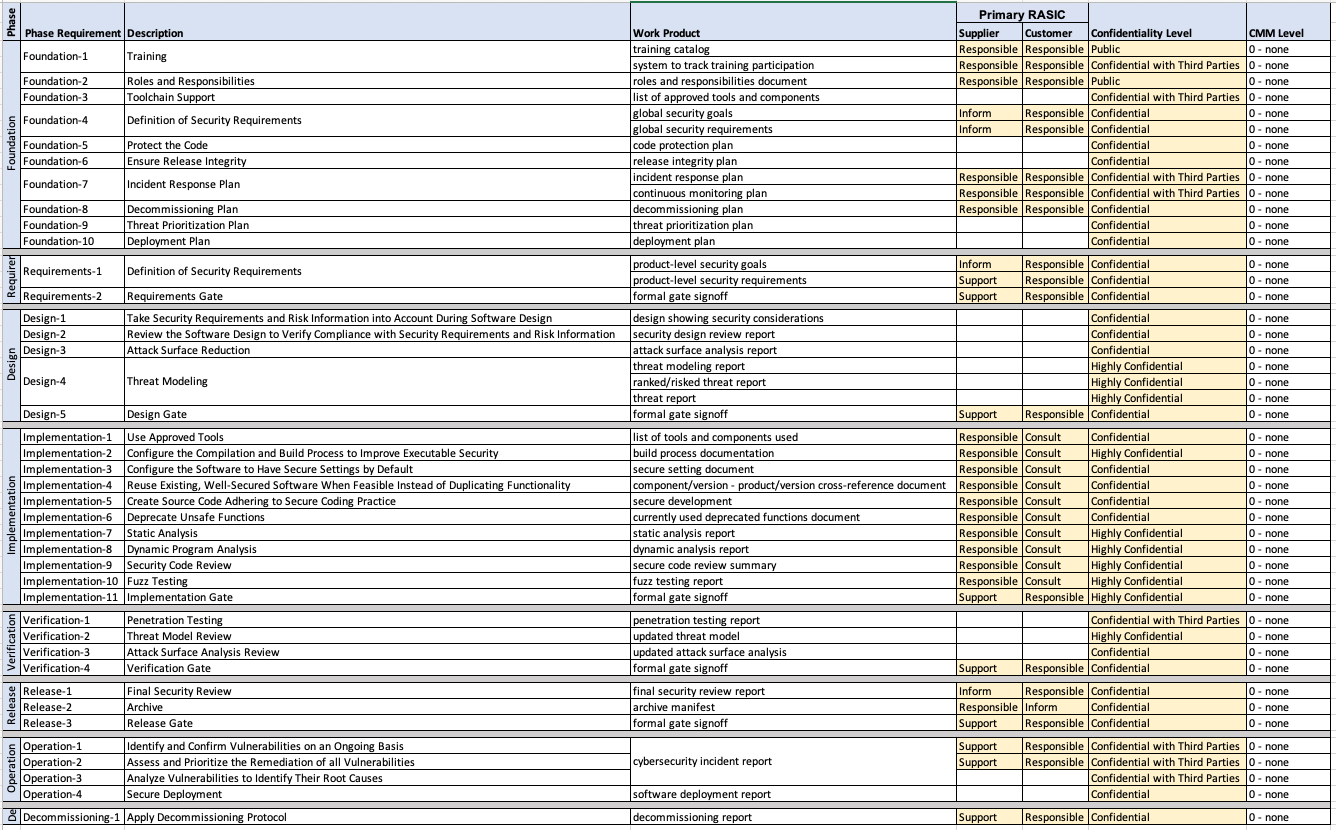 Primary RASIC
Phase Phase Requirement Description Work Product Supplier Customer Confidentiality Level CMM Level
Foundation
Foundation-1 Training training catalog Responsible Responsible Public 0 - none
system to track training participation Responsible Responsible Confidential with Third Parties 0 - none
Foundation-2 Roles and Responsibilities roles and responsibilities document Responsible Responsible Public 0 - none
Foundation-3 Toolchain Support list of approved tools and components Confidential with Third Parties 0 - none
Foundation-4 Definition of Security Requirements global security goals Inform Responsible Confidential 0 - none
global security requirements Inform Responsible Confidential 0 - none
Foundation-5 Protect the Code code protection plan Confidential 0 - none
Foundation-6 Ensure Release Integrity release integrity plan Confidential 0 - none
Foundation-7 Incident Response Plan incident response plan Responsible Responsible Confidential with Third Parties 0 - none
continuous monitoring plan Responsible Responsible Confidential with Third Parties 0 - none
Foundation-8 Decommissioning Plan decommissioning plan Responsible Responsible Confidential 0 - none
Foundation-9 Threat Prioritization Plan threat prioritization plan Confidential 0 - none
Foundation-10 Deployment Plan deployment plan Confidential 0 - none
Requirer
Requirements-1 Definition of Security Requirements product-level security goals Inform Responsible Confidential 0 - none
product-level security requirements Support Responsible Confidential 0 - none
Requirements-2 Requirements Gate formal gate signoff Support Responsible Confidential 0 - none
Design
Design-1 Take Security Requirements and Risk Information into Account During Software Design design showing security considerations Confidential 0 - none
Design-2 Review the Software Design to Verify Compliance with Security Requirements and Risk Information security design review report Confidential 0 - none
Design-3 Attack Surface Reduction attack surface analysis report Confidential 0 - none
Design-4 Threat Modeling threat modeling report Highly Confidential 0 - none
ranked/risked threat report Highly Confidential 0 - none
threat report Highly Confidential 0 - none
Design-5 Design Gate formal gate signoff Support Responsible Confidential 0 - none
Implementation
Implementation-1 Use Approved Tools list of tools and components used Responsible Consult Confidential 0 - none
Implementation-2 Configure the Compilation and Build Process to Improve Executable Security build process documentation Responsible Consult Highly Confidential 0 - none
Implementation-3 Configure the Software to Have Secure Settings by Default secure setting document Responsible Consult Confidential 0 - none
Implementation-4 Reuse Existing, Well-Secured Software When Feasible Instead of Duplicating Functionality component/version - product/version cross-reference document Responsible Consult Confidential 0 - none
Implementation-5 Create Source Code Adhering to Secure Coding Practice secure development Responsible Consult Confidential 0 - none
Implementation-6 Deprecate Unsafe Functions currently used deprecated functions document Responsible Consult Confidential 0 - none
Implementation-7 Static Analysis static analysis report Responsible Consult Highly Confidential 0 - none
Implementation-8 Dynamic Program Analysis dynamic analysis report Responsible Consult Highly Confidential 0 - none
Implementation-9 Security Code Review secure code review summary Responsible Consult Highly Confidential 0 - none
Implementation-10 Fuzz Testing fuzz testing report Responsible Consult Highly Confidential 0 - none
Implementation-11 Implementation Gate formal gate signoff Support Responsible Highly Confidential 0 - none
Verification
Verification-1 Penetration Testing penetration testing report Confidential with Third Parties 0 - none
Verification-2 Threat Model Review updated threat model Highly Confidential 0 - none
Verification-3 Attack Surface Analysis Review updated attack surface analysis Confidential 0 - none
Verification-4 Verification Gate formal gate signoff Support Responsible Confidential 0 - none
Release
Release-1 Final Security Review final security review report Inform Responsible Confidential 0 - none
Release-2 Archive archive manifest Responsible Inform Confidential 0 - none
Release-3 Release Gate formal gate signoff Support Responsible Confidential 0 - none
Operation
Operation-1 Identify and Confirm Vulnerabilities on an Ongoing Basis Support Responsible Confidential with Third Parties 0 - none
Operation-2 Assess and Prioritize the Remediation of all Vulnerabilities cybersecurity incident report Support Responsible Confidential with Third Parties 0 - none
Operation-3 Analyze Vulnerabilities to Identify Their Root Causes Confidential with Third Parties 0 - none
Operation-4 Secure Deployment software deployment report Confidential 0 - none
De
Decommissioning-1 Apply Decommissioning Protocol decommissioning report Support Responsible Confidential 0 - none